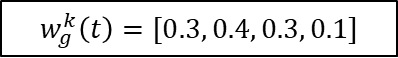 $w_g^k(t) = [0.3, 0.4, 0.3, 0.1]$